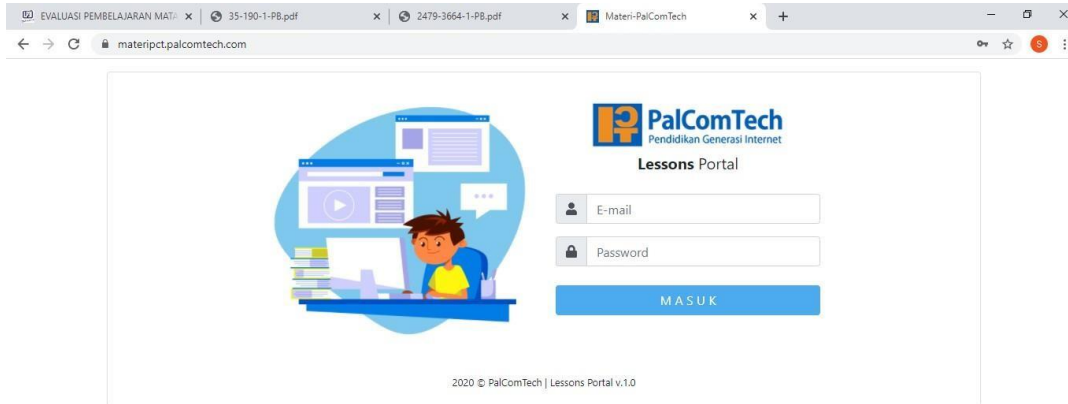 EVALUASI PEMBELAJARAN MATA
35-190-1-PB.pdf
2479-3664-1-PB.pdf
Materi-PalComTech
materipct.palcomtech.com
S
PalComTech
Pendidikan Generasi Internet
Lessons Portal
E-mail
Password
MASUK
2020 © PalComTech | Lessons Portal v.1.0